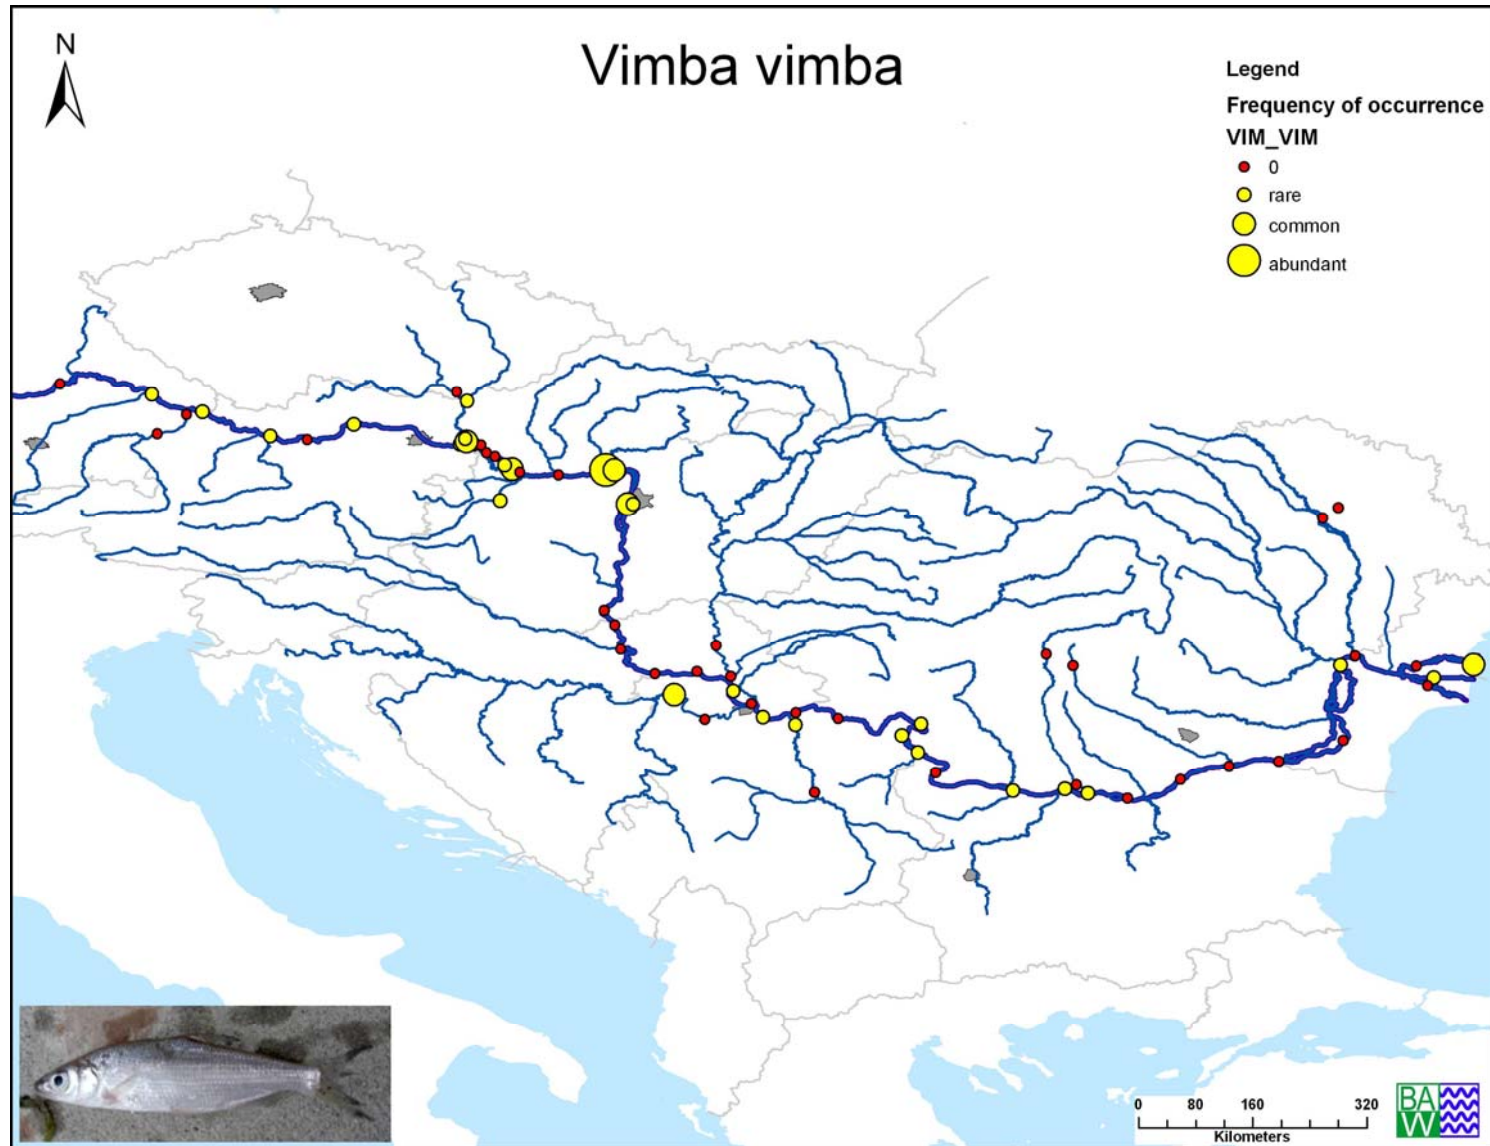 N
Vimba vimba
Legend
Frequency of occurrence
VIM_VIM
0
rare
common
abundant
0 80 160 320
Kilometers
BA
W